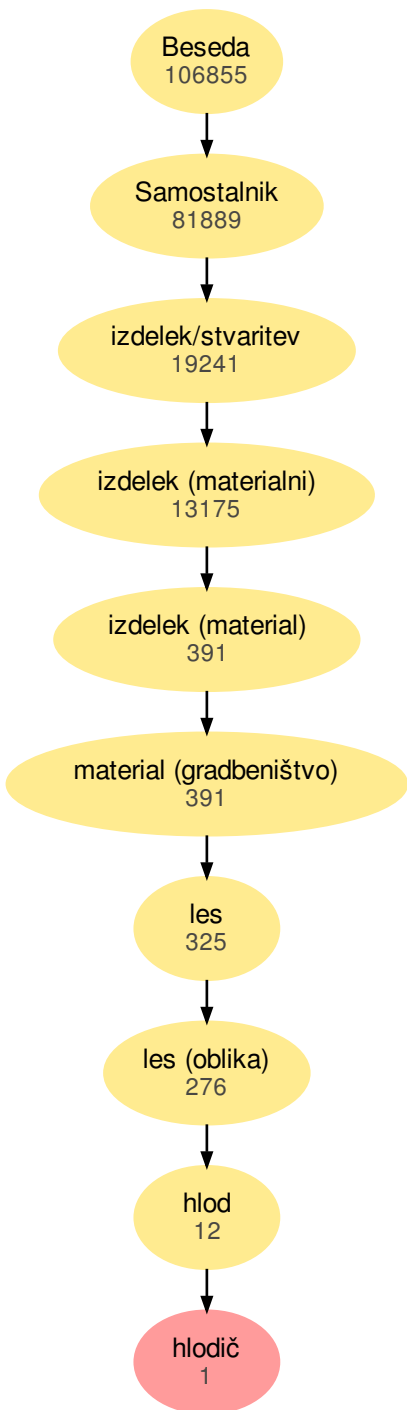 Beseda
106855
Samostalnik
81889
izdelek/stvaritev
19241
izdelek (materialni)
13175
izdelek (material)
391
material (gradbeništvo)
391
les
325
les (oblika)
276
hlod
12
hlodič
1